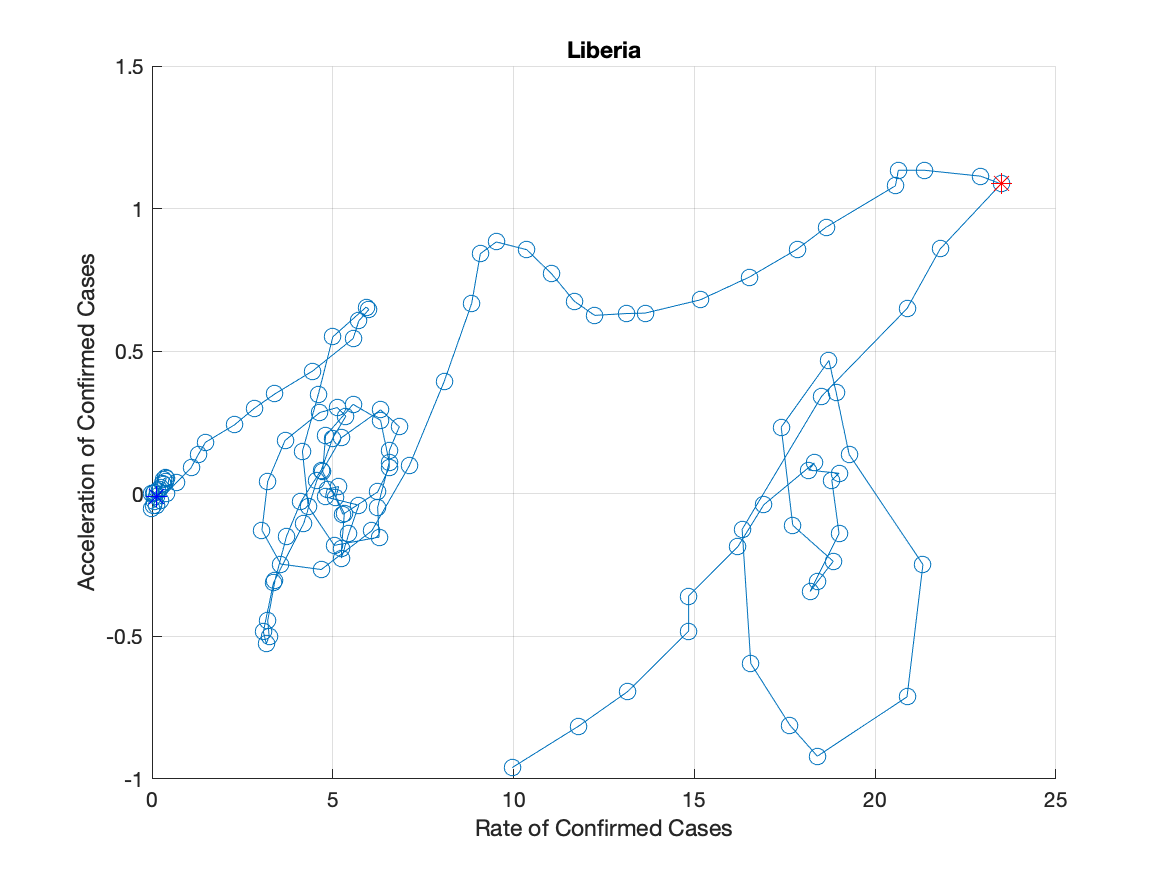 Liberia
1.5
1
0.5
0
-0.5
-1
0 5 10 15 20 25
Acceleration of Confirmed Cases
Rate of Confirmed Cases